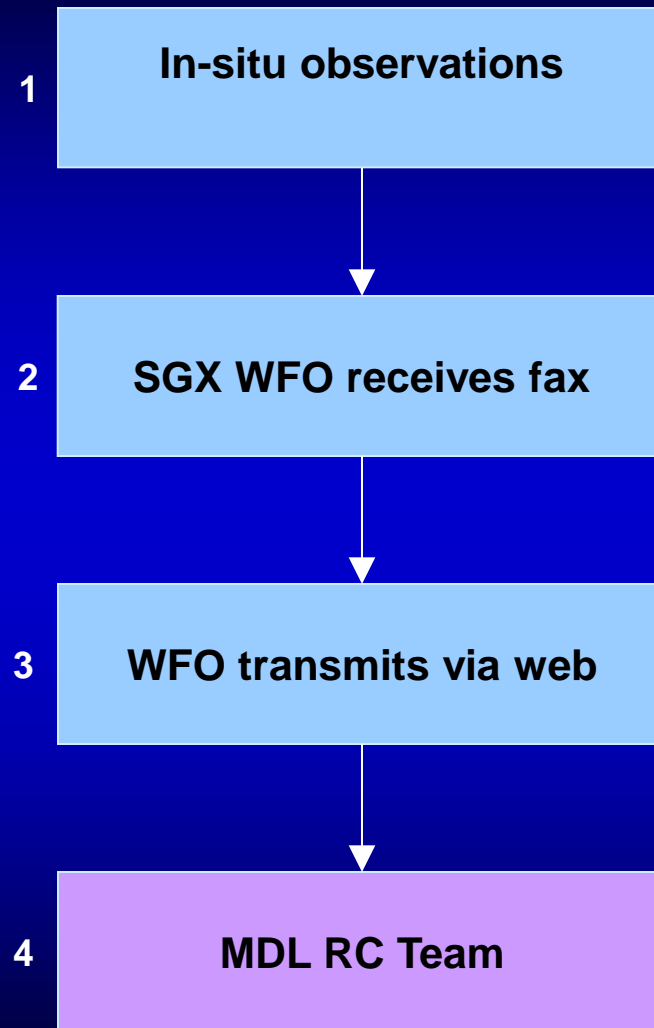 1
In-situ observations
2
SGX WFO receives fax
3
WFO transmits via web
4
MDL RC Team